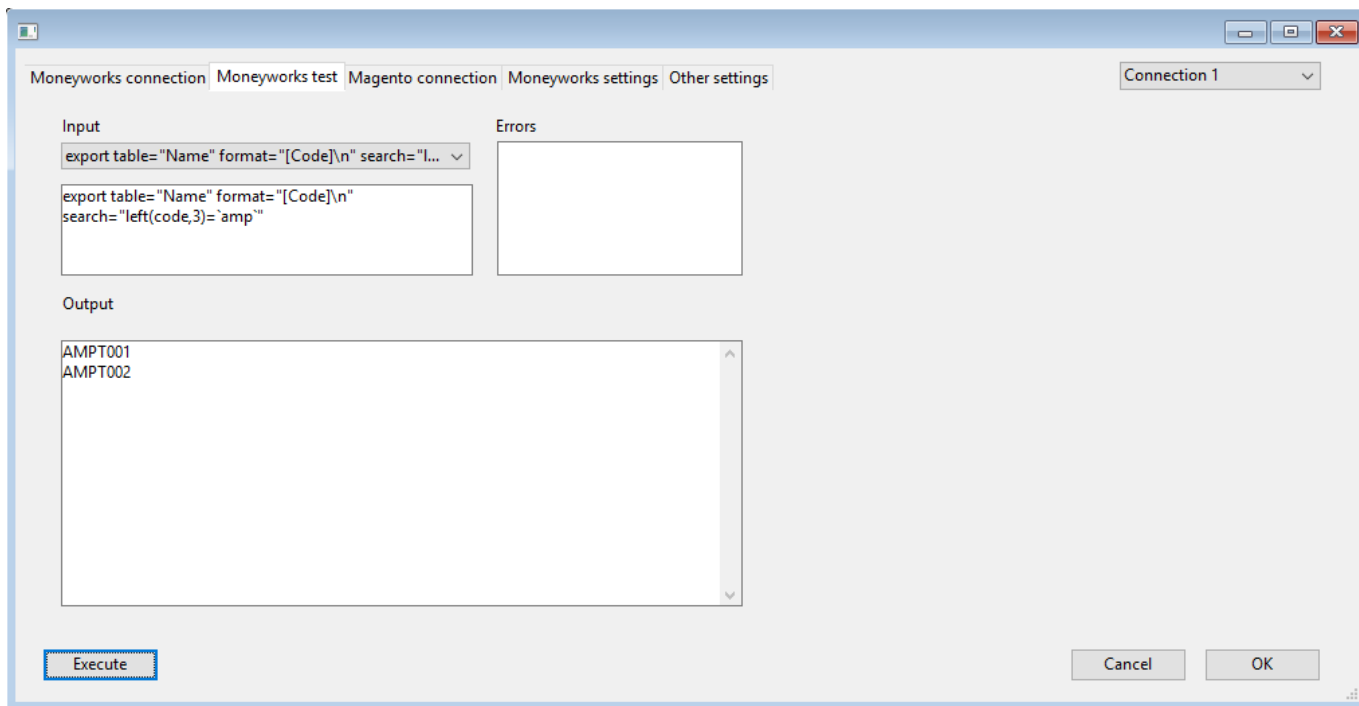 Moneyworks connection Moneyworks test Magento connection Moneyworks settings Other settings
Connection 1
Input
Errors
export table="Name" format="[Code]\n" search="l...
export table="Name" format="[Code]\n"
search="left(code,3)=`amp`"
Output
AMPT001
AMPT002
Execute
Cancel
OK